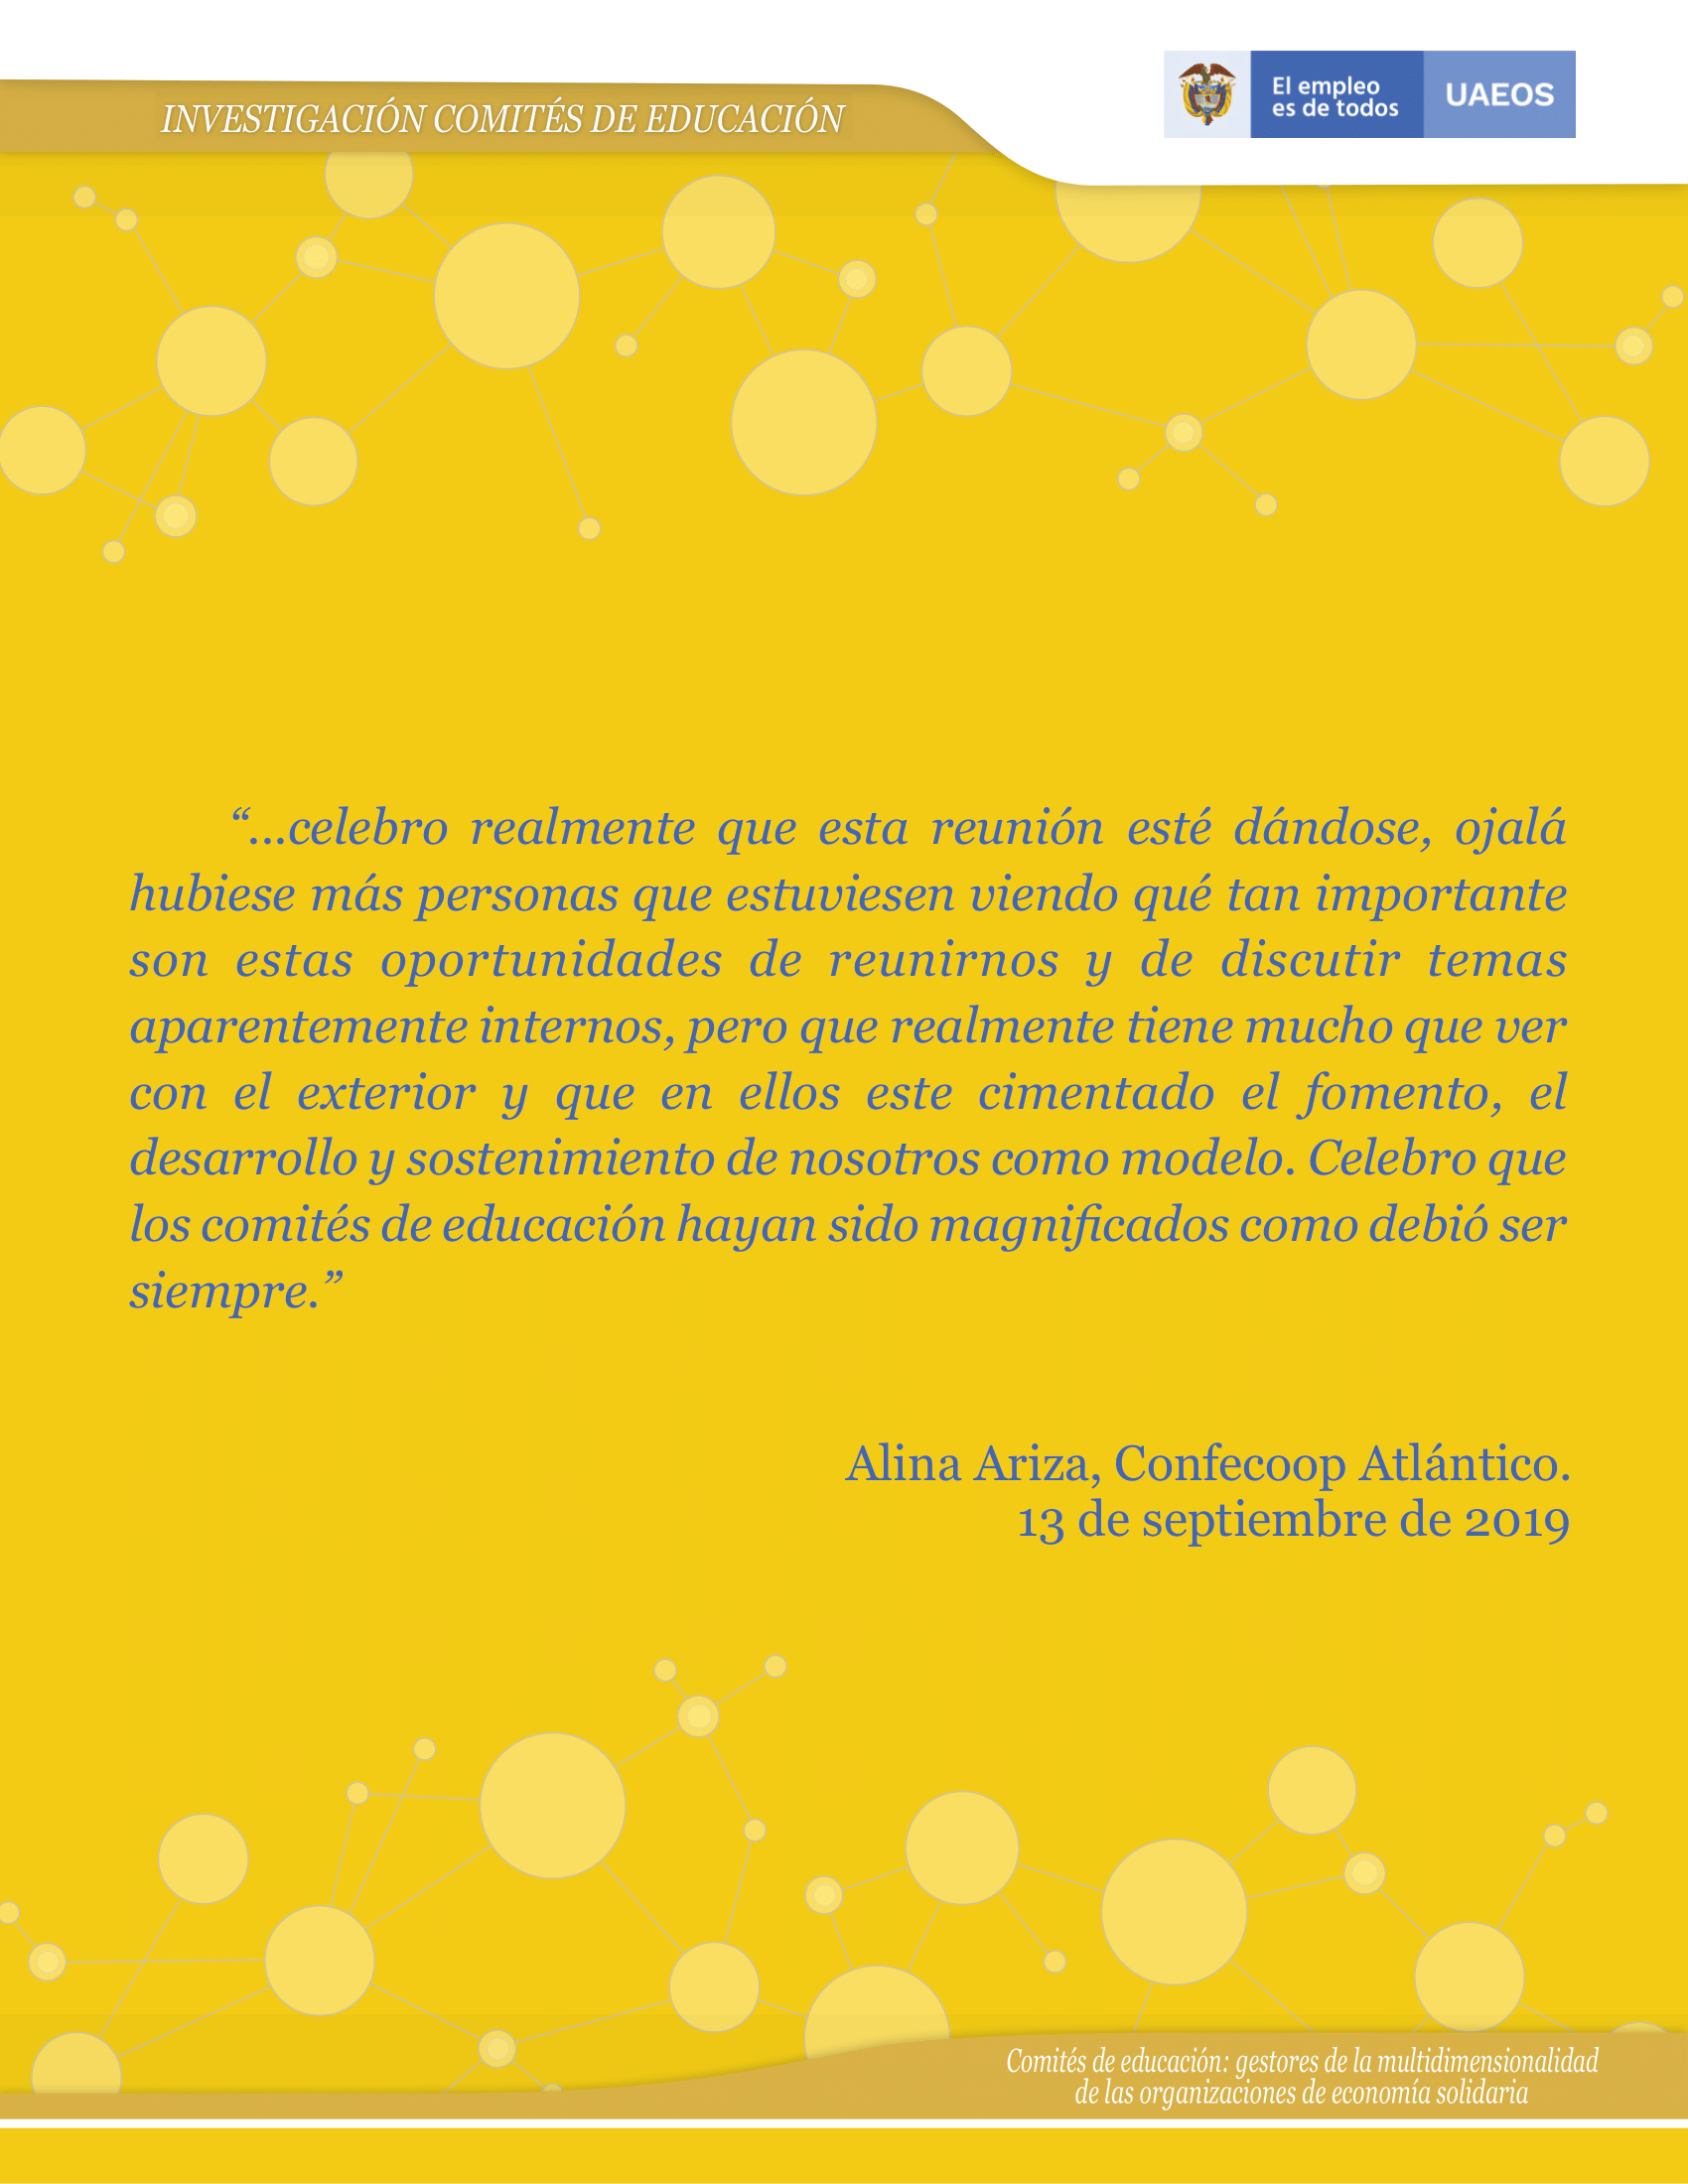 INVESTIGACIÓN COMITÉS DE EDUCACIÓN
El empleo
es de todos
UAEOS
“...celebro realmente que esta reunión esté dándose, ojalá
hubiese más personas que estuviesen viendo qué tan importante
son estas oportunidades de reunirnos y de discutir temas
aparentemente internos, pero que realmente tiene mucho que ver
con el exterior y que en ellos este cimentado el fomento, el
desarrollo y sostenimiento de nosotros como modelo. Celebro que
los comités de educación hayan sido magnificados como debió ser
siempre.”
Alina Ariza, Confecoop Atlántico.
13 de septiembre de 2019
Comités de educación: gestores de la multidimensionalidad
de las organizaciones de economía solidaria